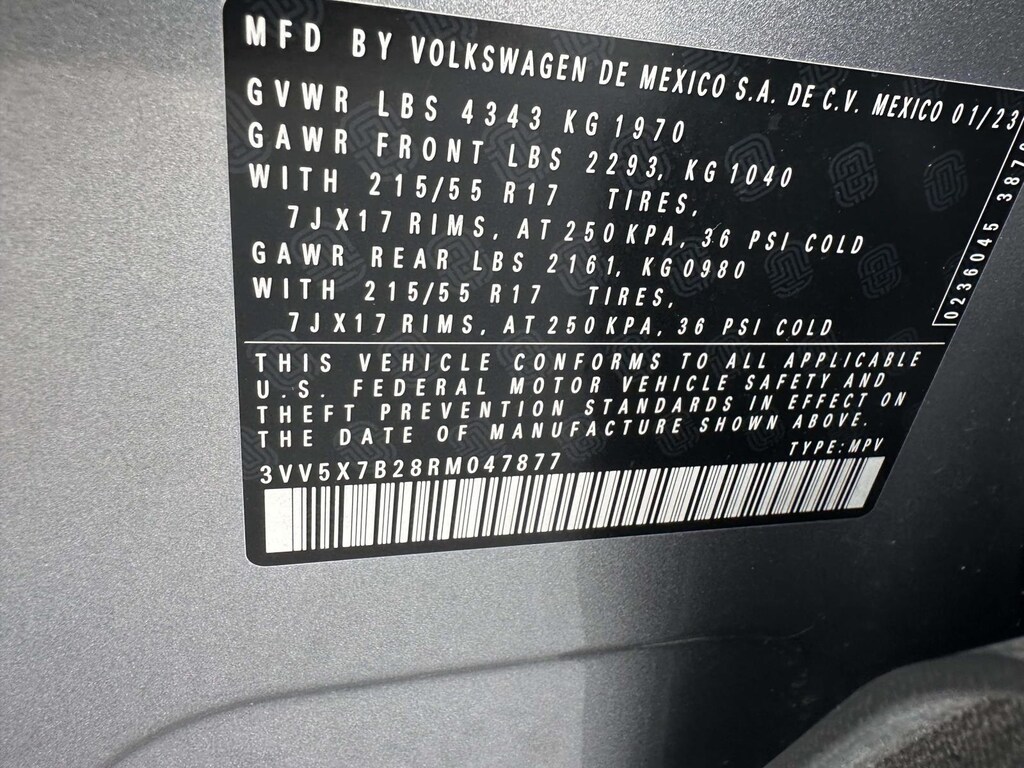 MFD BY VOLKSWAGEN DE MEXICO S.A. DE C.V. MEXICO 01/23
GVWR LBS 4343 KG 1970
GAWR FRONT LBS 2293, KG 1040
WITH 215/55 R17 TIRES,
7JX17 RIMS, AT 250 KPA, 36 PSI COLD
GAWR REAR LBS 2161, KG 0980
WITH 215/55 R17 TIRES,
7JX17 RIMS, AT 250 KPA, 36 PSI COLD
THIS VEHICLE CONFORMS TO ALL APPLICABLE
U.S. FEDERAL MOTOR VEHICLE SAFETY AND
THEFT PREVENTION STANDARDS IN EFFECT ON
THE DATE OF MANUFACTURE SHOWN ABOVE.
TYPE: MPV
3VV5X7B28RM047877
0236045